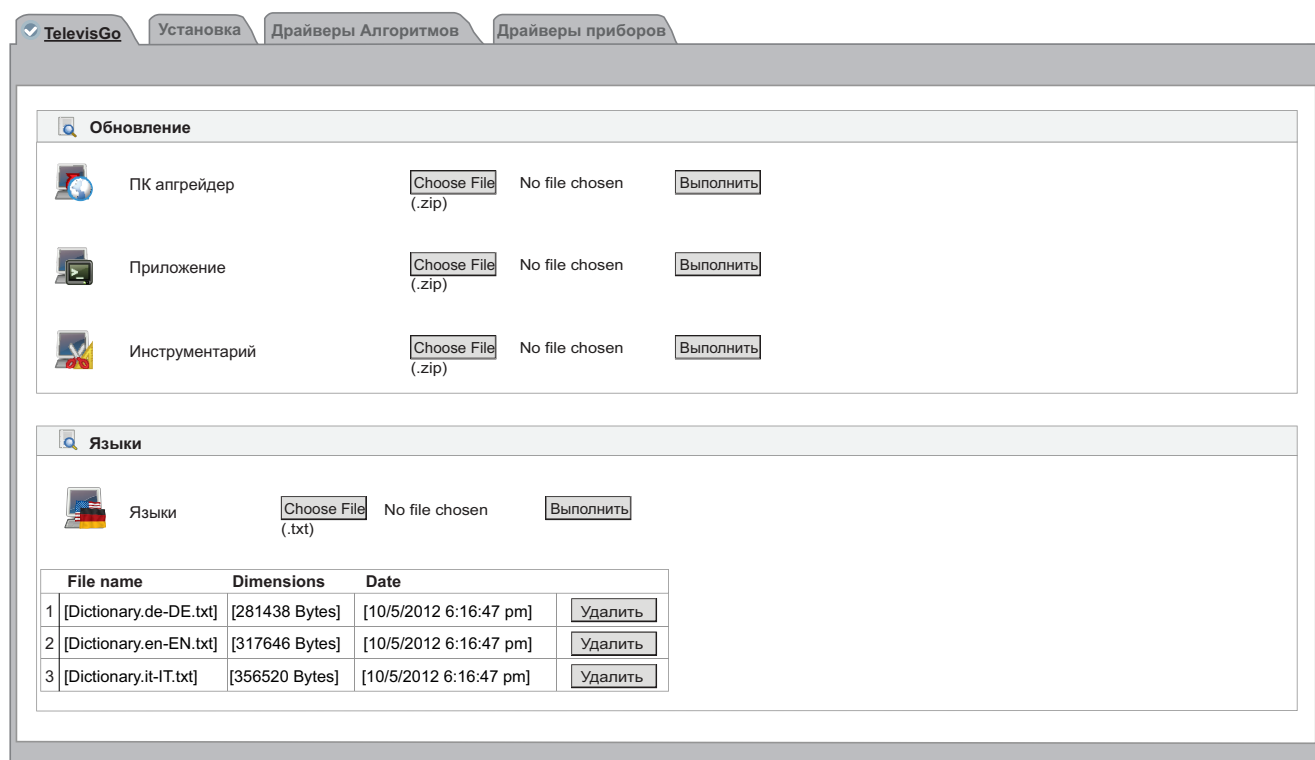 TelevisGo Установка Драйверы Алгоритмов Драйверы приборов
Обновление
ПК апгрейдер Choose File No file chosen Выполнить
(.zip)
Приложение Choose File No file chosen Выполнить
(.zip)
Инструментарий Choose File No file chosen Выполнить
(.zip)
Языки
Языки Choose File No file chosen Выполнить
(.txt)
File name Dimensions Date
1 [Dictionary.de-DE.txt] [281438 Bytes] [10/5/2012 6:16:47 pm] Удалить
2 [Dictionary.en-EN.txt] [317646 Bytes] [10/5/2012 6:16:47 pm] Удалить
3 [Dictionary.it-IT.txt] [356520 Bytes] [10/5/2012 6:16:47 pm] Удалить